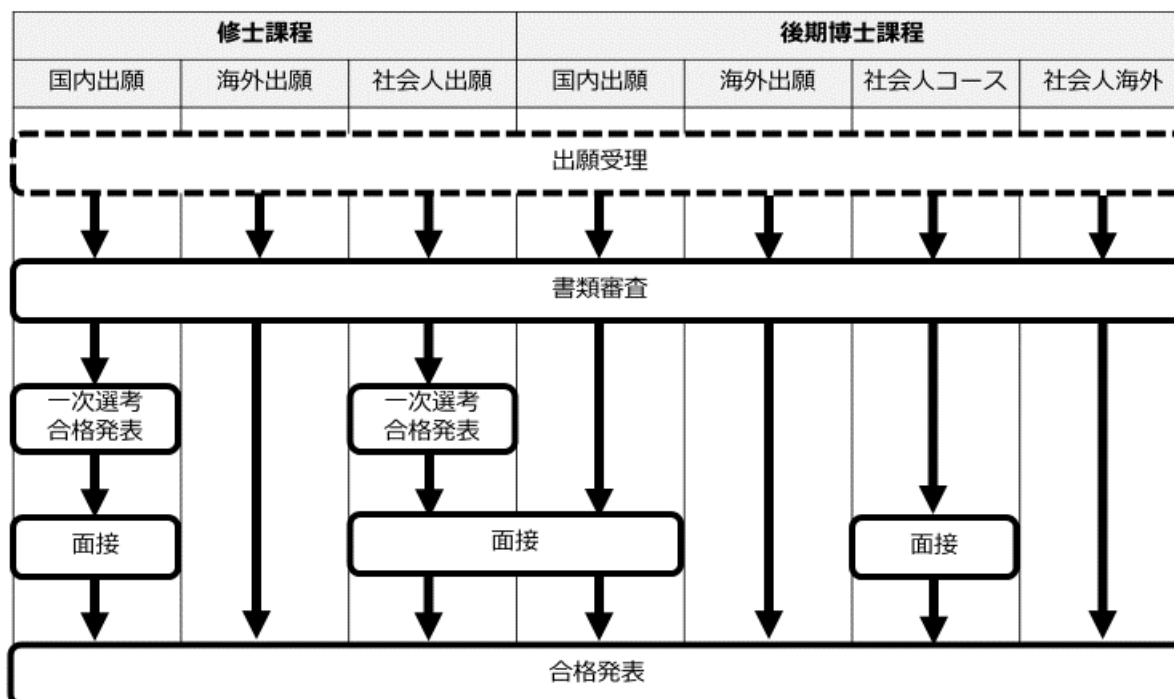 修士課程 後期博士課程
国内出願 海外出願 社会人出願 国内出願 海外出願 社会人コース 社会人海外
出願受理
書類審査
一次選考 一次選考
合格発表 合格発表
面接 面接 面接
合格発表